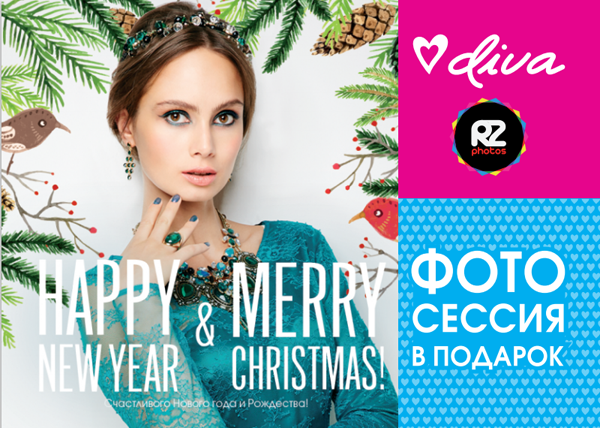 diva
RZ
photos
HAPPY & MERRY
NEW YEAR CHRISTMAS!
Счастливого Нового года и Рождества!
ФОТО
СЕССИЯ
В ПОДАРОК